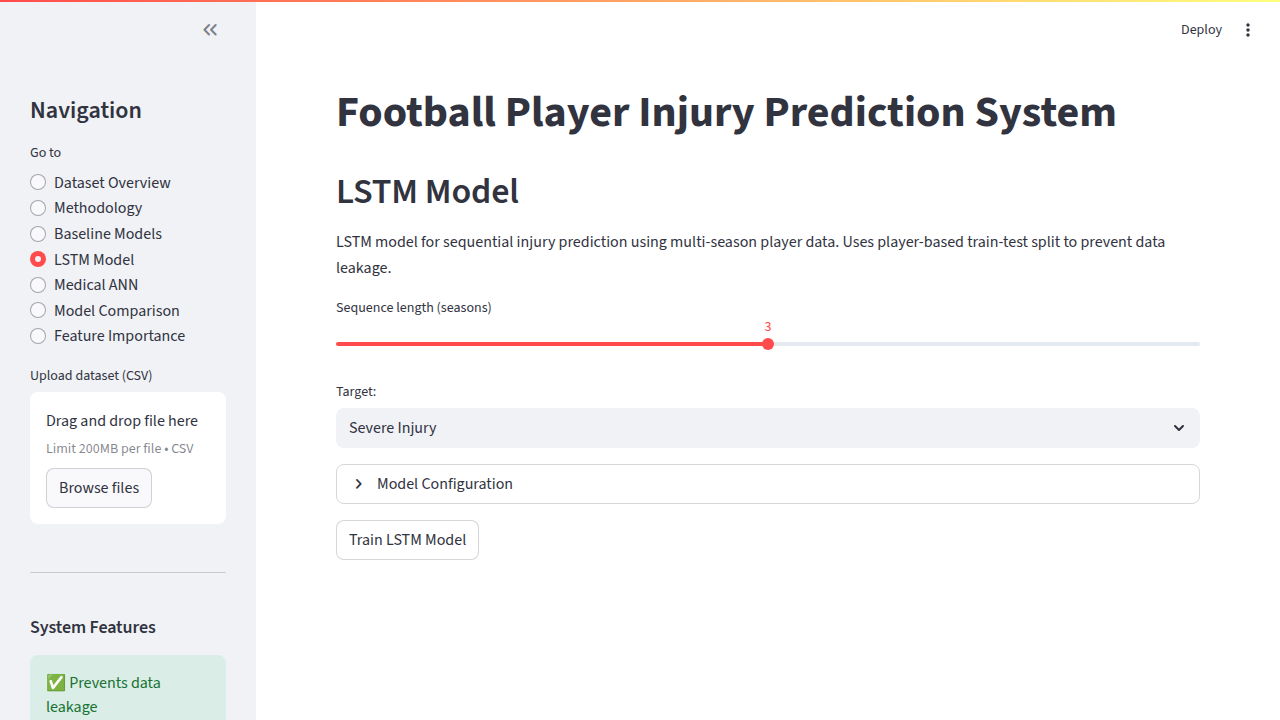 Deploy
Navigation
Go to
Dataset Overview
Methodology
Baseline Models
LSTM Model
Medical ANN
Model Comparison
Feature Importance
Upload dataset (CSV)
Drag and drop file here
Limit 200MB per file • CSV
Browse files
System Features
✅ Prevents data
leakage
Football Player Injury Prediction System
LSTM Model
LSTM model for sequential injury prediction using multi-season player data. Uses player-based train-test split to prevent data
leakage.
Sequence length (seasons)
3
Target:
Severe Injury
Model Configuration
Train LSTM Model